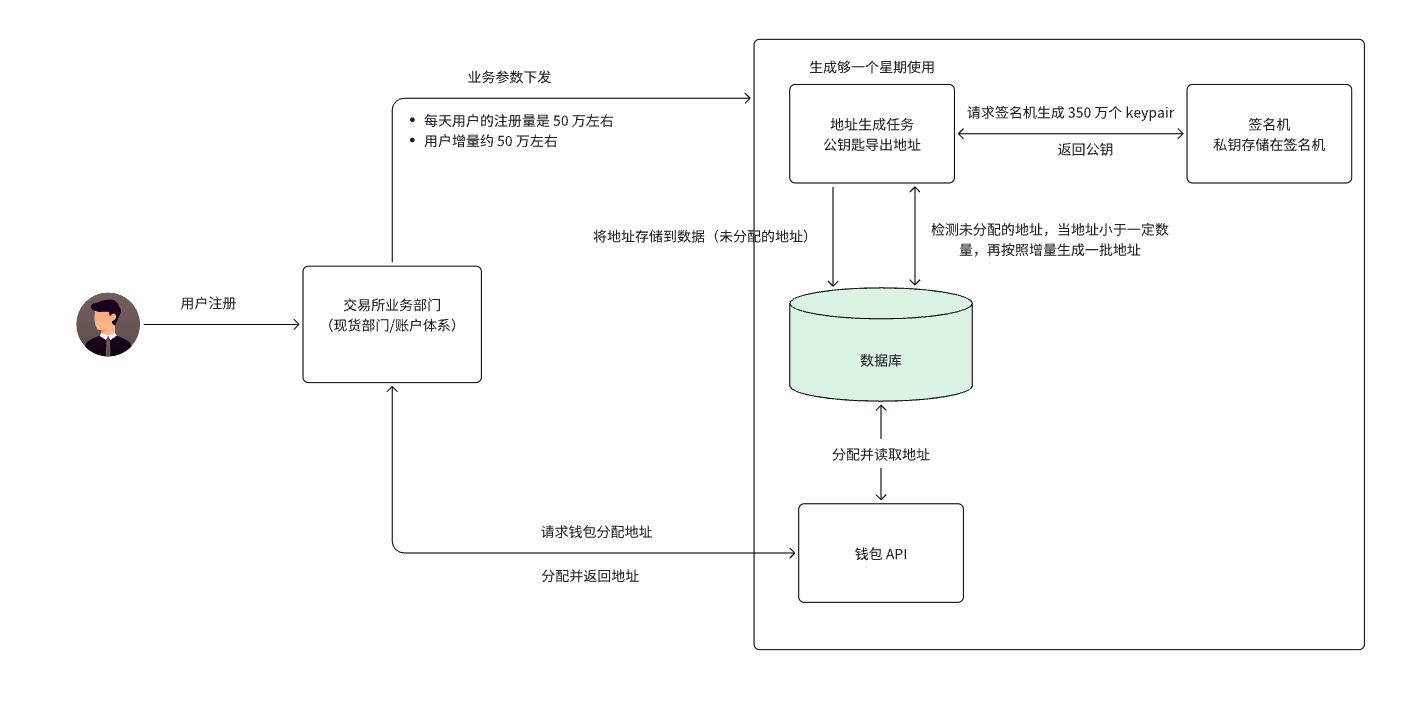 业务参数下发
• 每天用户的注册量是 50 万左右
• 用户增量约 50 万左右
生成够一个星期使用
地址生成任务
公钥匙导出地址
请求签名机生成 350 万个 keypair
返回公钥
签名机
私钥存储在签名机
将地址存储到数据（未分配的地址）
检测未分配的地址，当地址小于一定数
量，再按照增量生成一批地址
用户注册
交易所业务部门
（现货部门/账户体系）
数据库
分配并读取地址
请求钱包分配地址
分配并返回地址
钱包 API